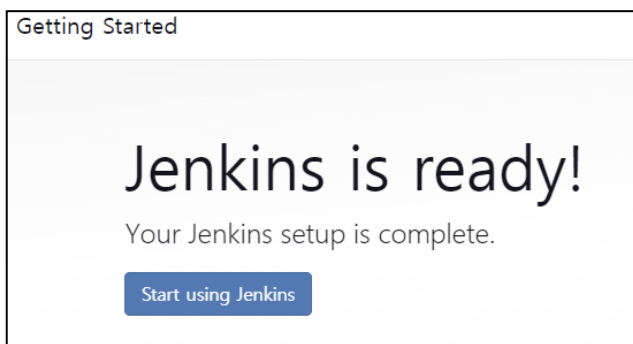 Getting Started
Jenkins is ready!
Your Jenkins setup is complete.
Start using Jenkins